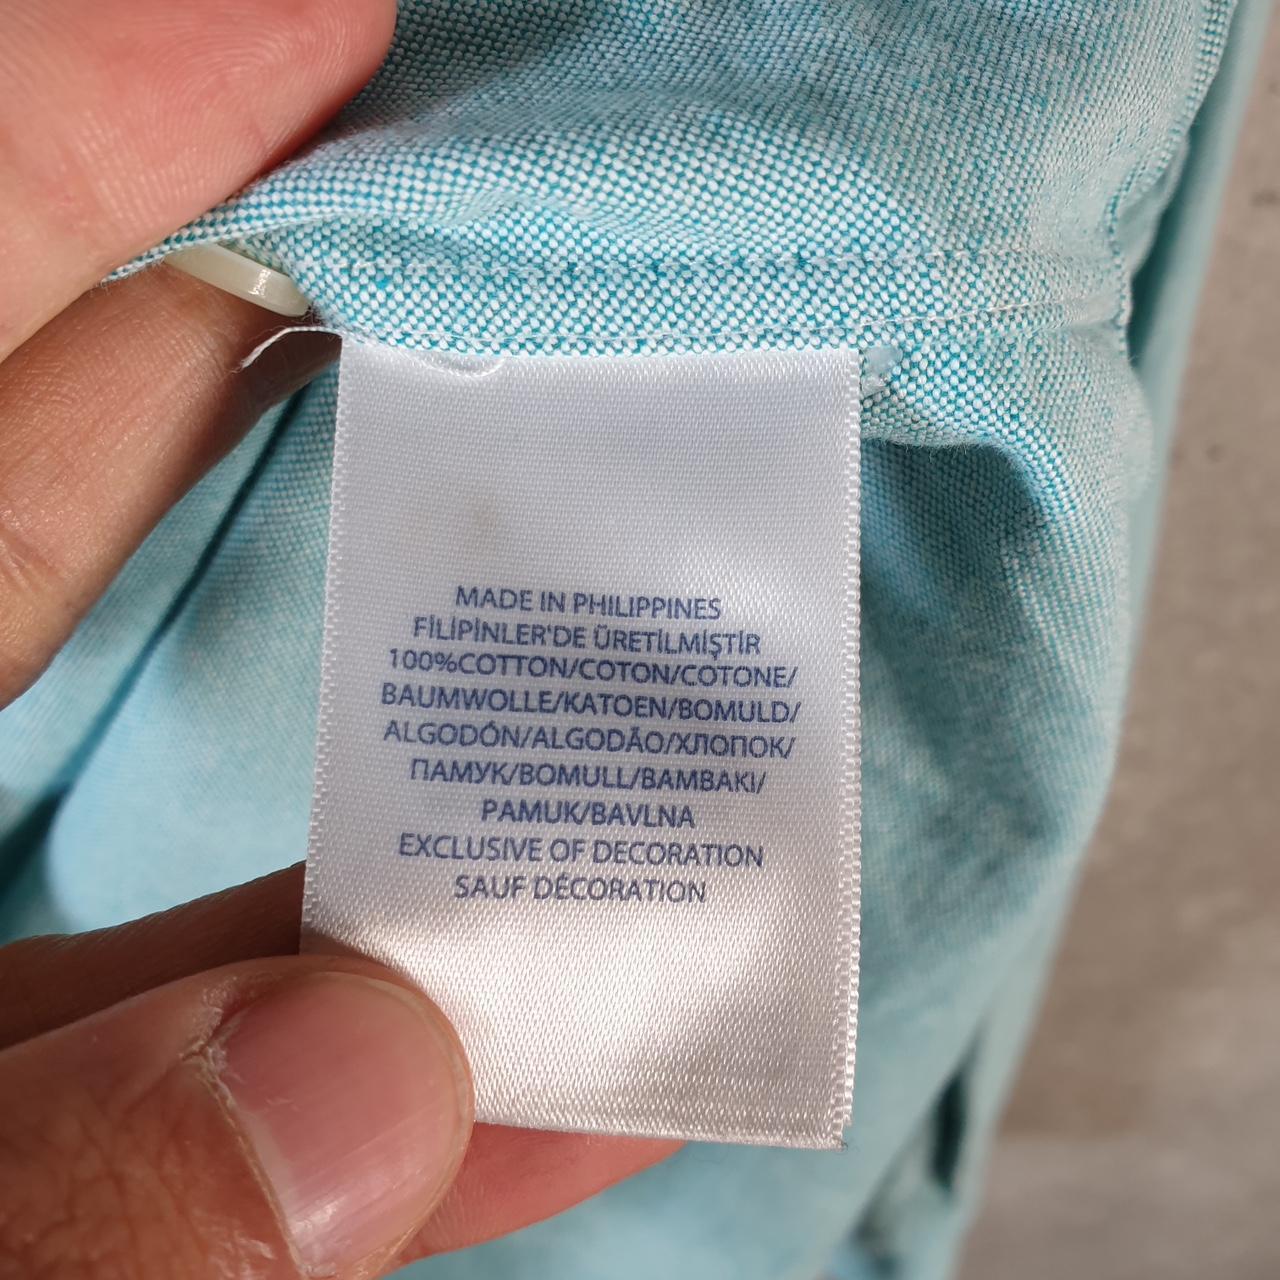 MADE IN PHILIPPINES
FİLİPİNLER'DE ÜRETİLMİŞTİR
100%COTTON/COTON/COTONE/
BAUMWOLLE/KATOEN/BOMULD/
ALGODÓN/ALGODÃO/ХЛОПОК/
ПАМУК/BOMULL/BAMBAKI/
PAMUK/BAVLNA
EXCLUSIVE OF DECORATION
SAUF DÉCORATION